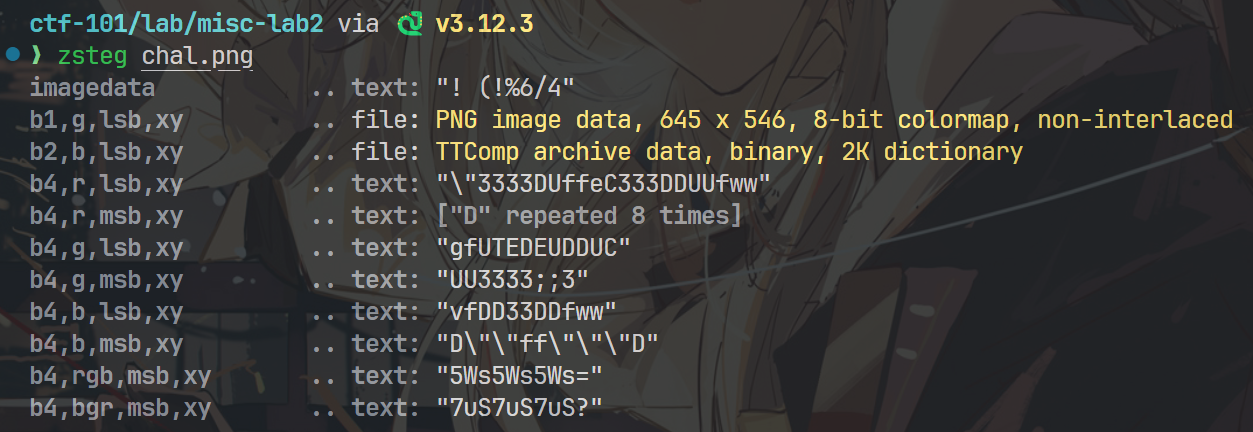 ctf-101/lab/misc-lab2 via 🐍 v3.12.3
❯ zsteg chal.png
imagedata .. text: "! (!%6/4"
b1,g,lsb,xy .. file: PNG image data, 645 x 546, 8-bit colormap, non-interlaced
b2,b,lsb,xy .. file: TTComp archive data, binary, 2K dictionary
b4,r,lsb,xy .. text: "\"3333DUffeC333DDUUfww"
b4,r,msb,xy .. text: ["D" repeated 8 times]
b4,g,lsb,xy .. text: "gfUTEDEUDDUC"
b4,g,msb,xy .. text: "UU3333;;3"
b4,b,lsb,xy .. text: "vfDD33DDfww"
b4,b,msb,xy .. text: "D\"\"ff\"\"\"D"
b4,rgb,msb,xy .. text: "5Ws5Ws5Ws="
b4,bgr,msb,xy .. text: "7uS7uS7uS?"